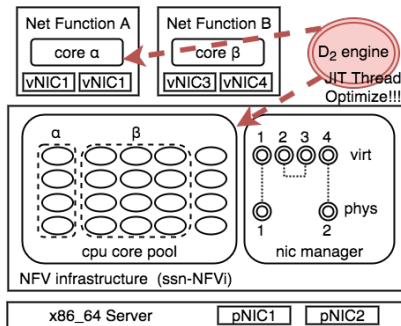 Net Function A
core α
vNIC1 vNIC1
Net Function B
core β
vNIC3 vNIC4
D2 engine
JIT Thread
Optimize!!!
α β
cpu core pool
1 2 3 4
virt
phys
1 2
nic manager
NFV infrastructure (ssn-NFVi)
x86_64 Server pNIC1 pNIC2